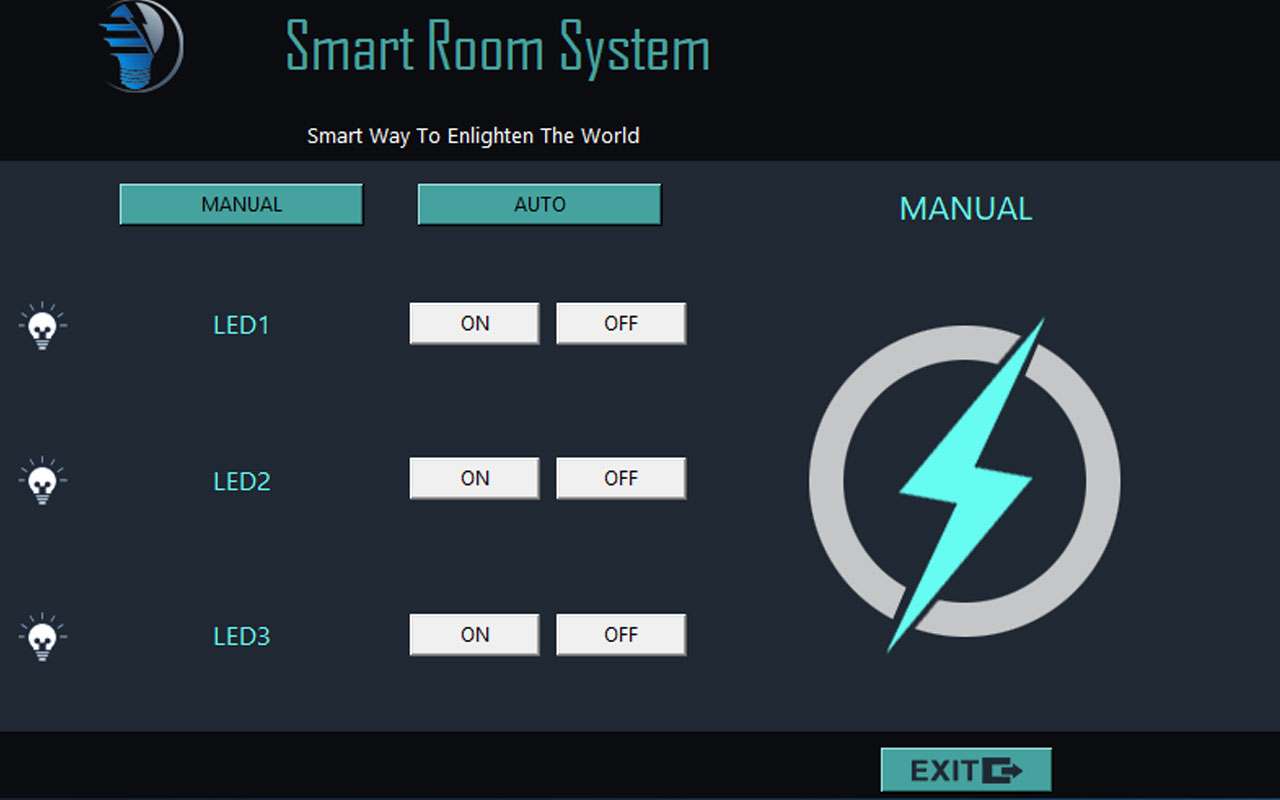 Smart Room System
Smart Way To Enlighten The World
MANUAL AUTO MANUAL
LED1 ON OFF
LED2 ON OFF
LED3 ON OFF
EXIT